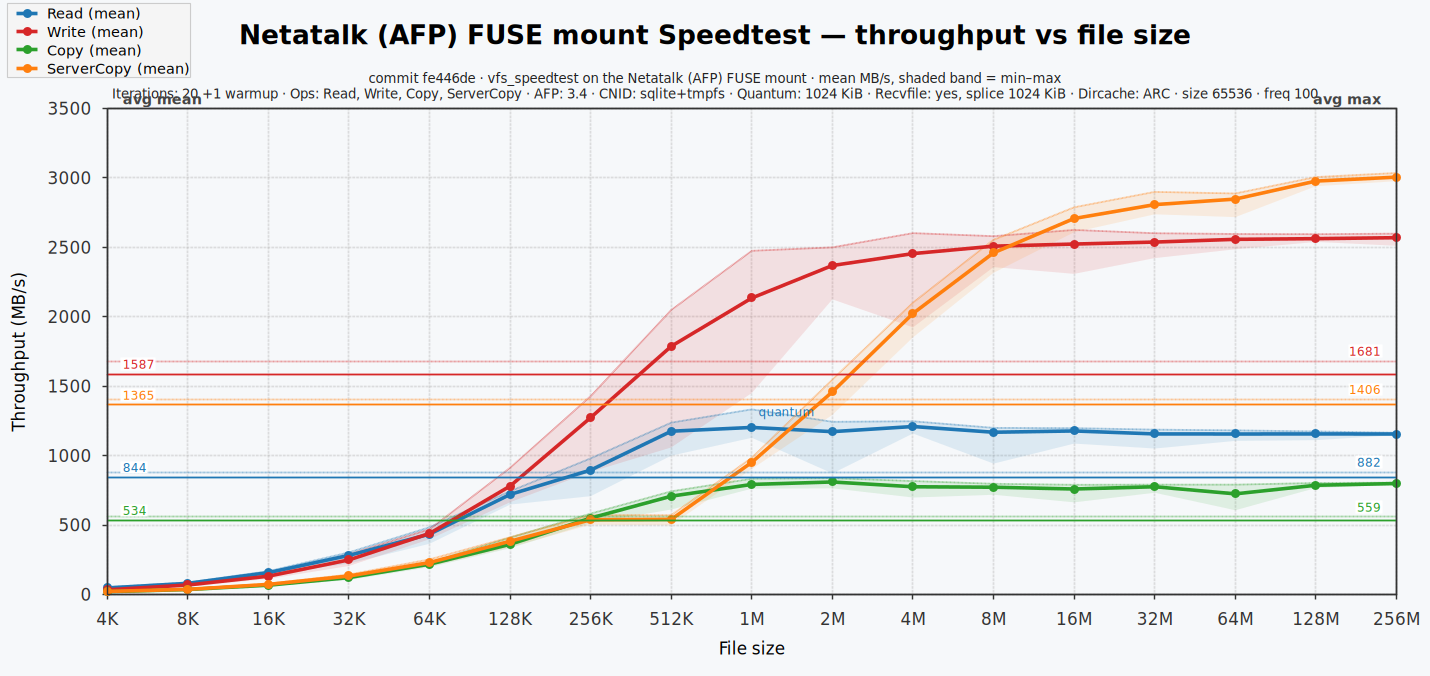 Read (mean)
Write (mean)
Copy (mean)
ServerCopy (mean)
Netatalk (AFP) FUSE mount Speedtest — throughput vs file size
commit fe446de · vfs_speedtest on the Netatalk (AFP) FUSE mount · mean MB/s, shaded band = min–max
Iterations: 20 +1 warmup · Ops: Read, Write, Copy, ServerCopy · AFP: 3.4 · CNID: sqlite+tmpfs · Quantum: 1024 KiB · Recvfile: yes, splice 1024 KiB · Dircache: ARC · size 65536 · freq 100
avg mean
avg max
3500
3000
2500
2000
1500
1000
500
0
Throughput (MB/s)
1587
1681
1365
1406
quantum
844
882
534
559
4K 8K 16K 32K 64K 128K 256K 512K 1M 2M 4M 8M 16M 32M 64M 128M 256M
File size